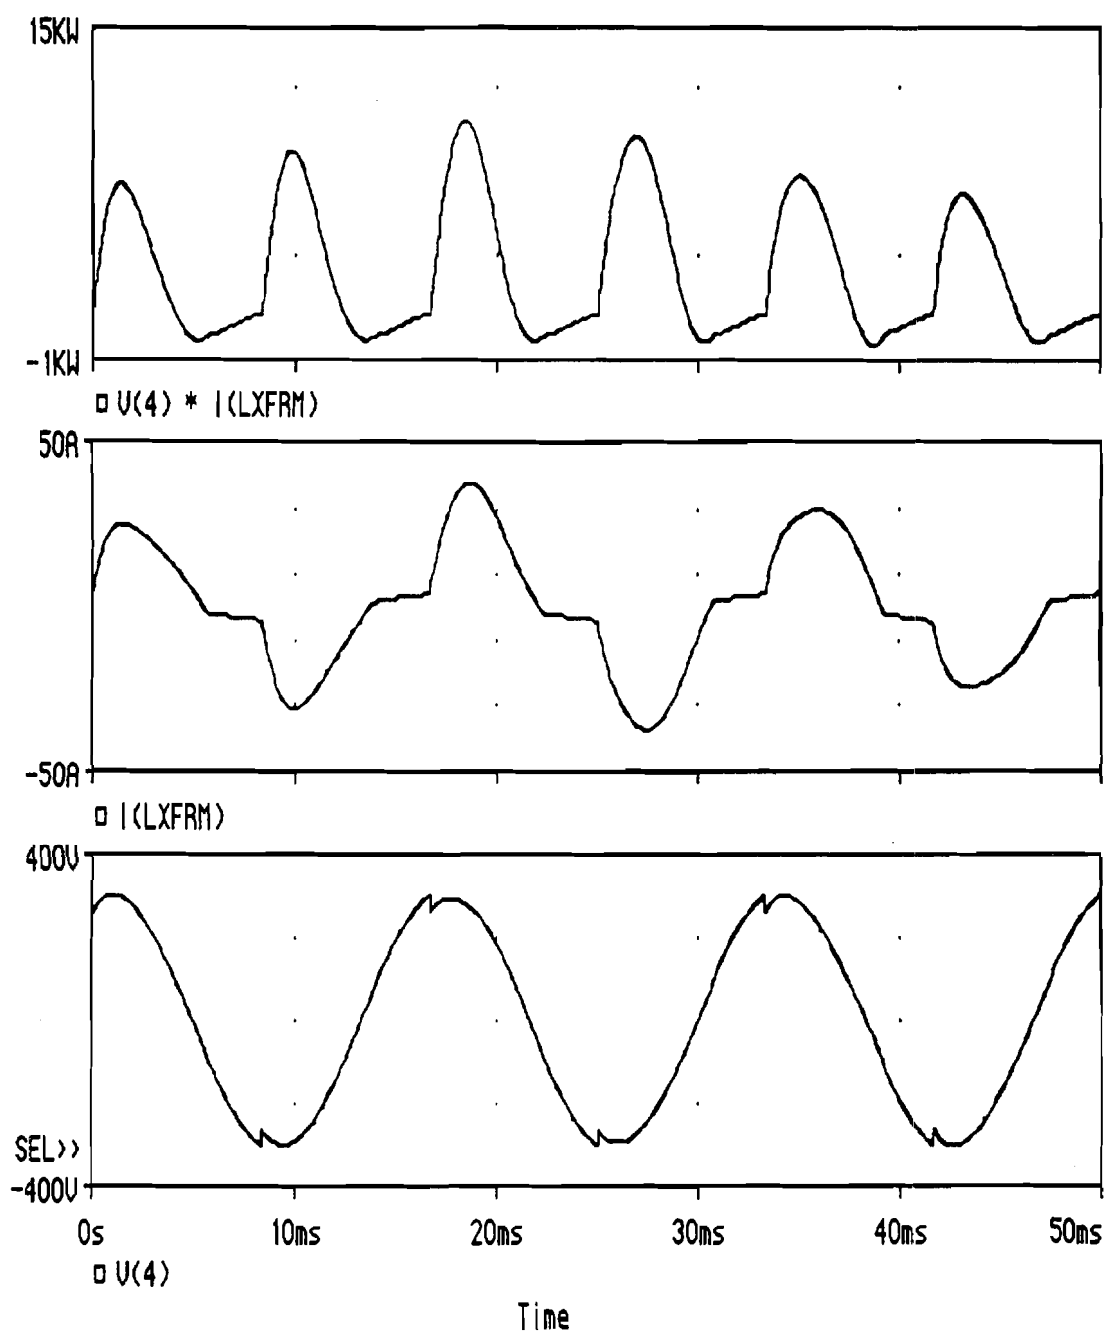 15KW
-1KW
V(4) * I(LXFRM)
50A
-50A
I(LXFRM)
400V
SEL>>
-400V
0s 10ms 20ms 30ms 40ms 50ms
V(4)
Time